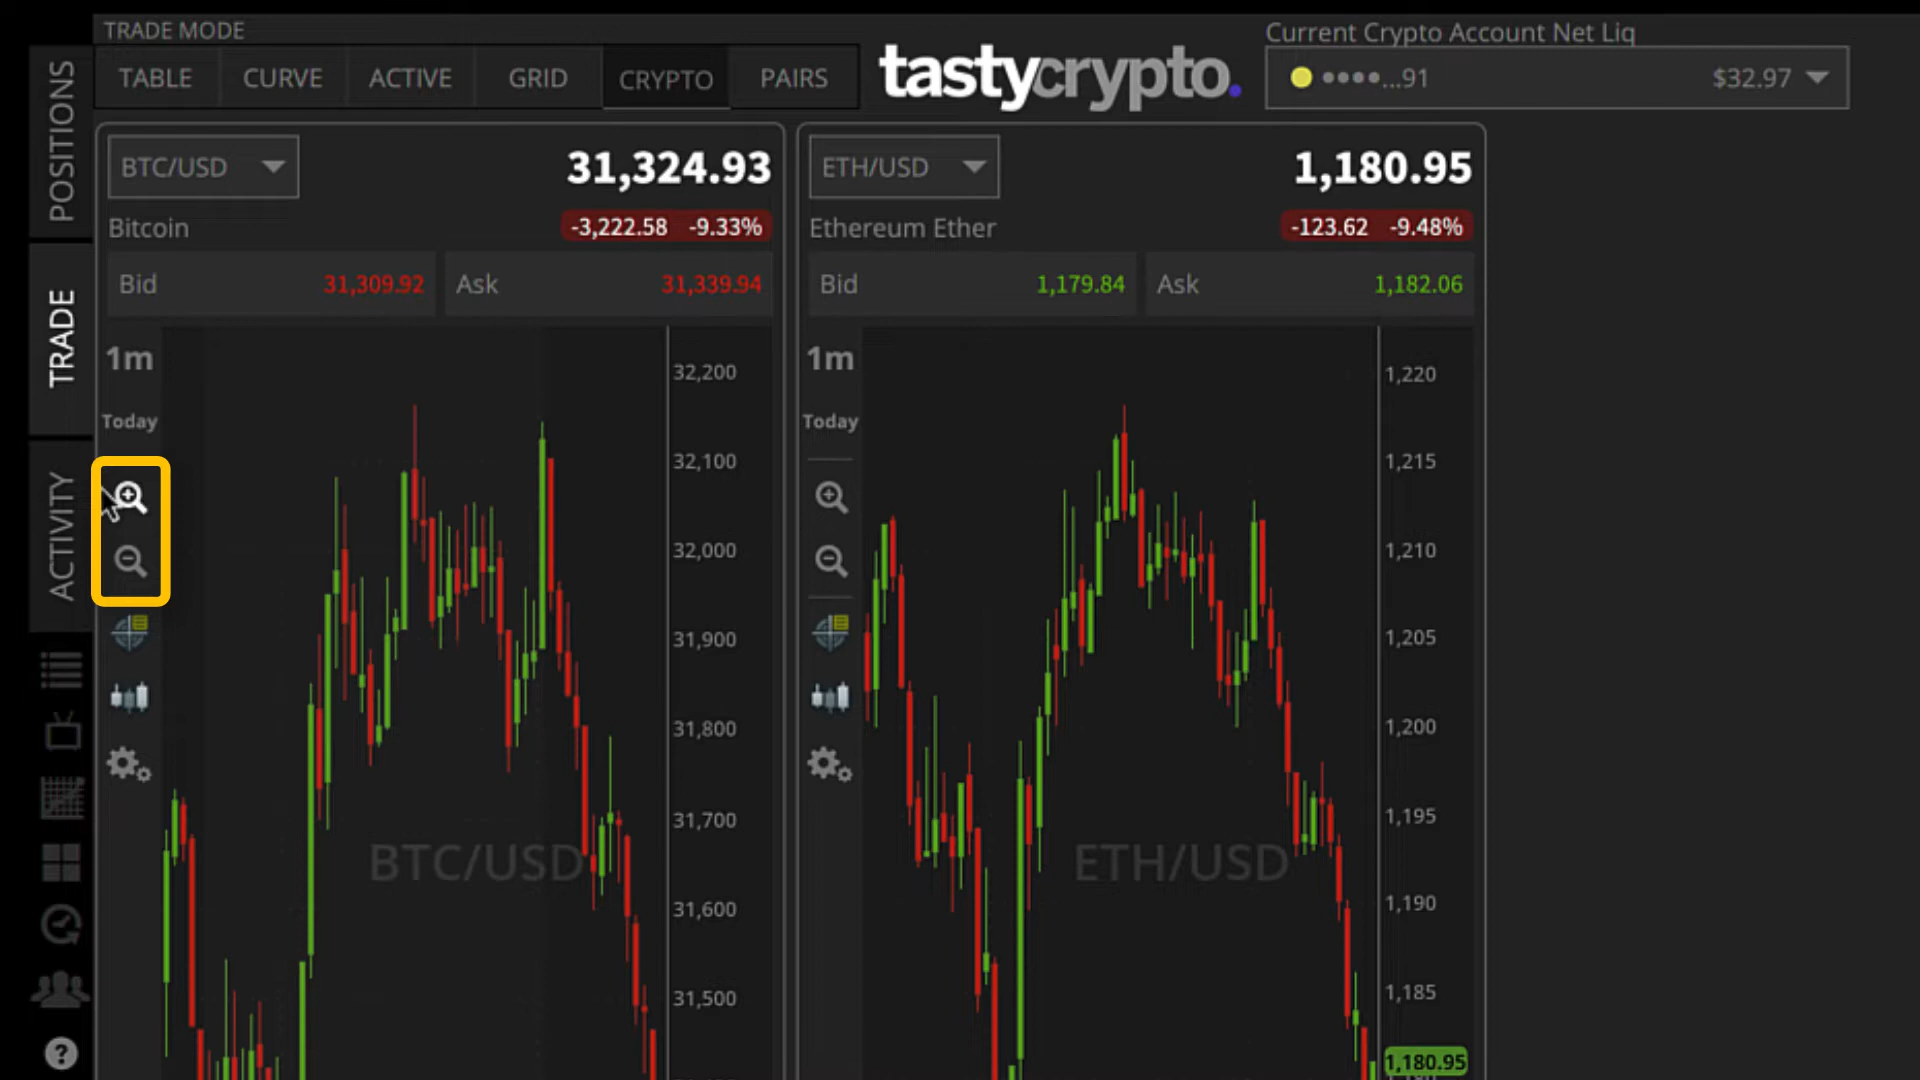 TRADE MODE
TABLE CURVE ACTIVE GRID CRYPTO PAIRS
tastycrypto.
Current Crypto Account Net Liq
••••...91 $32.97
POSITIONS
TRADE
ACTIVITY
BTC/USD 31,324.93
Bitcoin -3,222.58 -9.33%
Bid 31,309.92 Ask 31,339.94
1m
Today
32,200
32,100
32,000
31,900
31,800
31,700
31,600
31,500
BTC/USD
ETH/USD 1,180.95
Ethereum Ether -123.62 -9.48%
Bid 1,179.84 Ask 1,182.06
1m
Today
1,220
1,215
1,210
1,205
1,200
1,195
1,190
1,185
1,180.95
ETH/USD
?